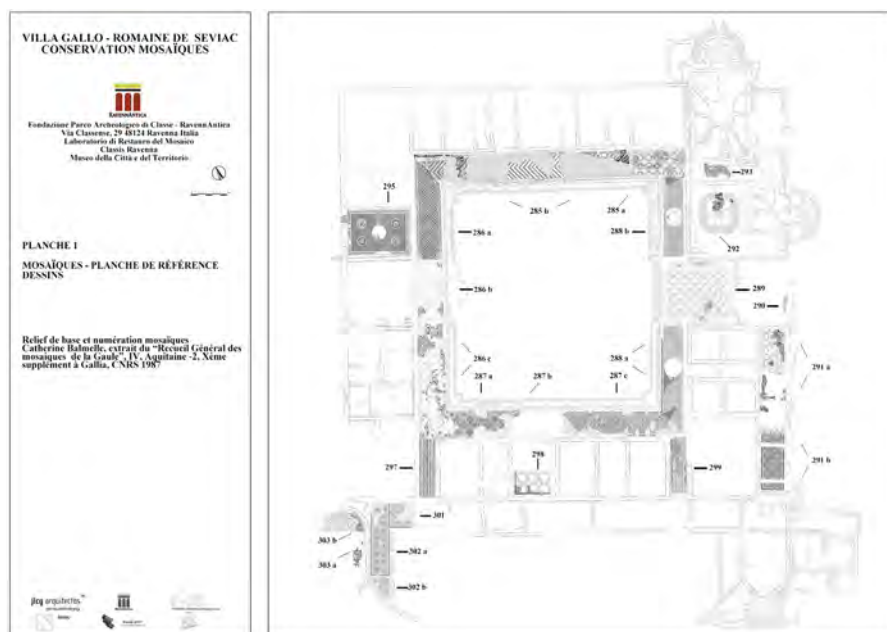 VILLA GALLO - ROMAINE DE SEVIAC
CONSERVATION MOSAÏQUES
RAVENNANTICA
Fondazione Parco Archeologico di Classe - RavennAntica
Via Classense, 29 48124 Ravenna Italia
Laboratorio di Restauro del Mosaico
Classis Ravenna
Museo della Città e del Territorio
PLANCHE 1
MOSAÏQUES - PLANCHE DE RÉFÉRENCE
DESSINS
Relief de base et numération mosaïques
Catherine Balmelle, extrait du "Recueil Général des
mosaïques de la Gaule", IV. Aquitaine -2, Xème
supplément à Gallia, CNRS 1987
arquitectos
293
295
285 b
285 a
286 a
288 b
292
286 b
289
290
286 c
288 a
287 a
287 b
287 c
291 a
298
297
299
291 b
301
303 b
302 a
303 a
302 b